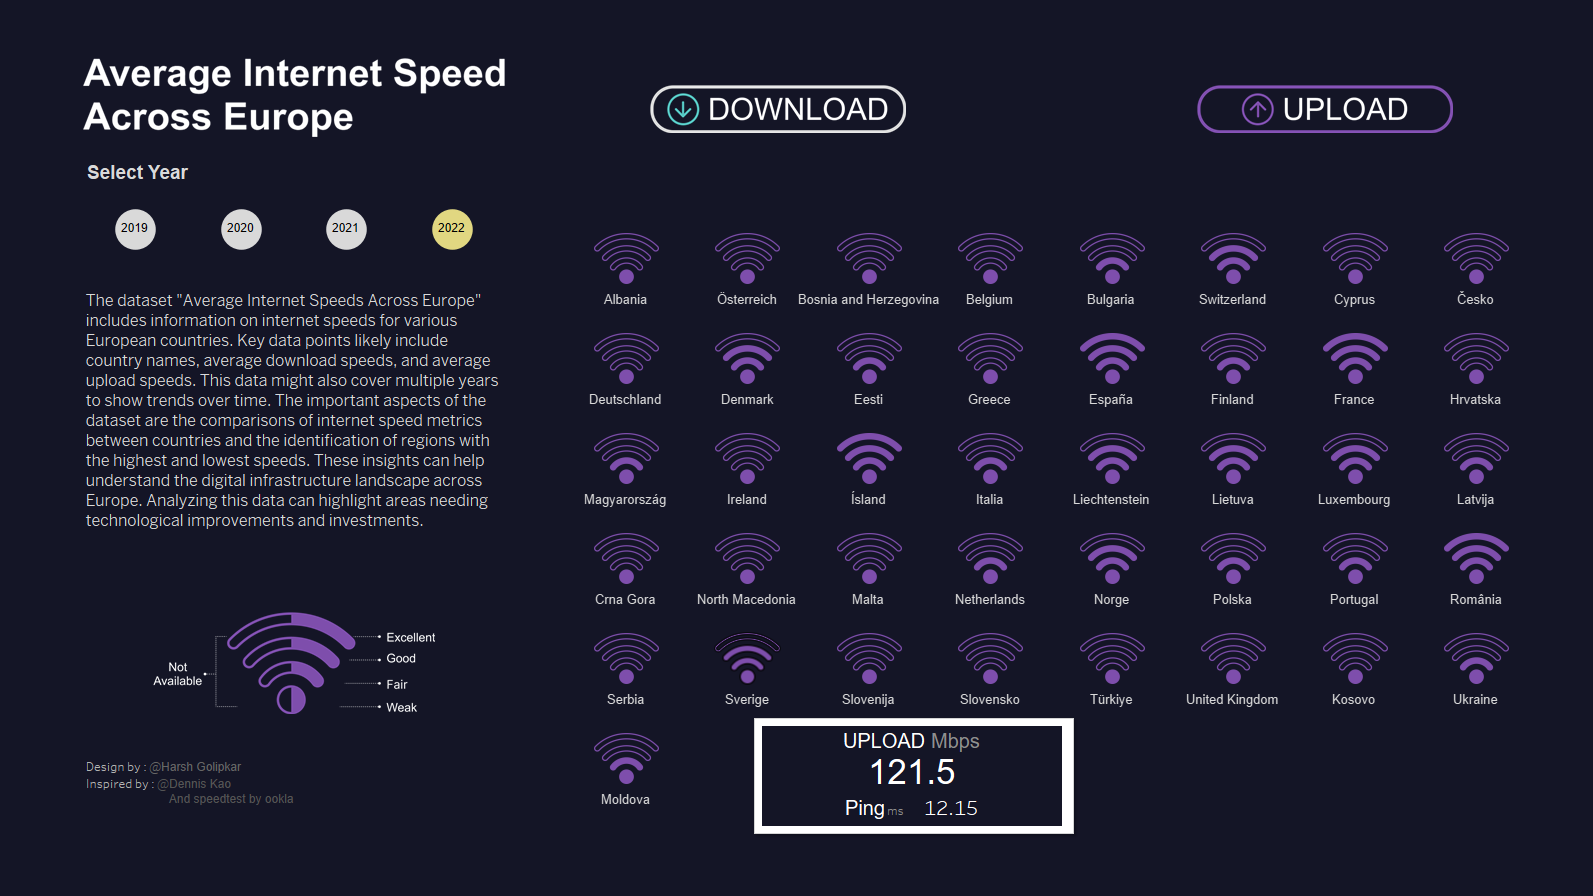 Average Internet Speed
Across Europe
DOWNLOAD
UPLOAD
Select Year
2019 2020 2021 2022
The dataset "Average Internet Speeds Across Europe"
includes information on internet speeds for various
European countries. Key data points likely include
country names, average download speeds, and average
upload speeds. This data might also cover multiple years
to show trends over time. The important aspects of the
dataset are the comparisons of internet speed metrics
between countries and the identification of regions with
the highest and lowest speeds. These insights can help
understand the digital infrastructure landscape across
Europe. Analyzing this data can highlight areas needing
technological improvements and investments.
Not
Available
Excellent
Good
Fair
Weak
Design by : @Harsh Golipkar
Inspired by : @Dennis Kao
And speedtest by ookla
Albania Österreich Bosnia and Herzegovina Belgium Bulgaria Switzerland Cyprus Česko
Deutschland Denmark Eesti Greece España Finland France Hrvatska
Magyarország Ireland Ísland Italia Liechtenstein Lietuva Luxembourg Latvija
Crna Gora North Macedonia Malta Netherlands Norge Polska Portugal România
Serbia Sverige Slovenija Slovensko Türkiye United Kingdom Kosovo Ukraine
Moldova
UPLOAD Mbps
121.5
Ping ms 12.15